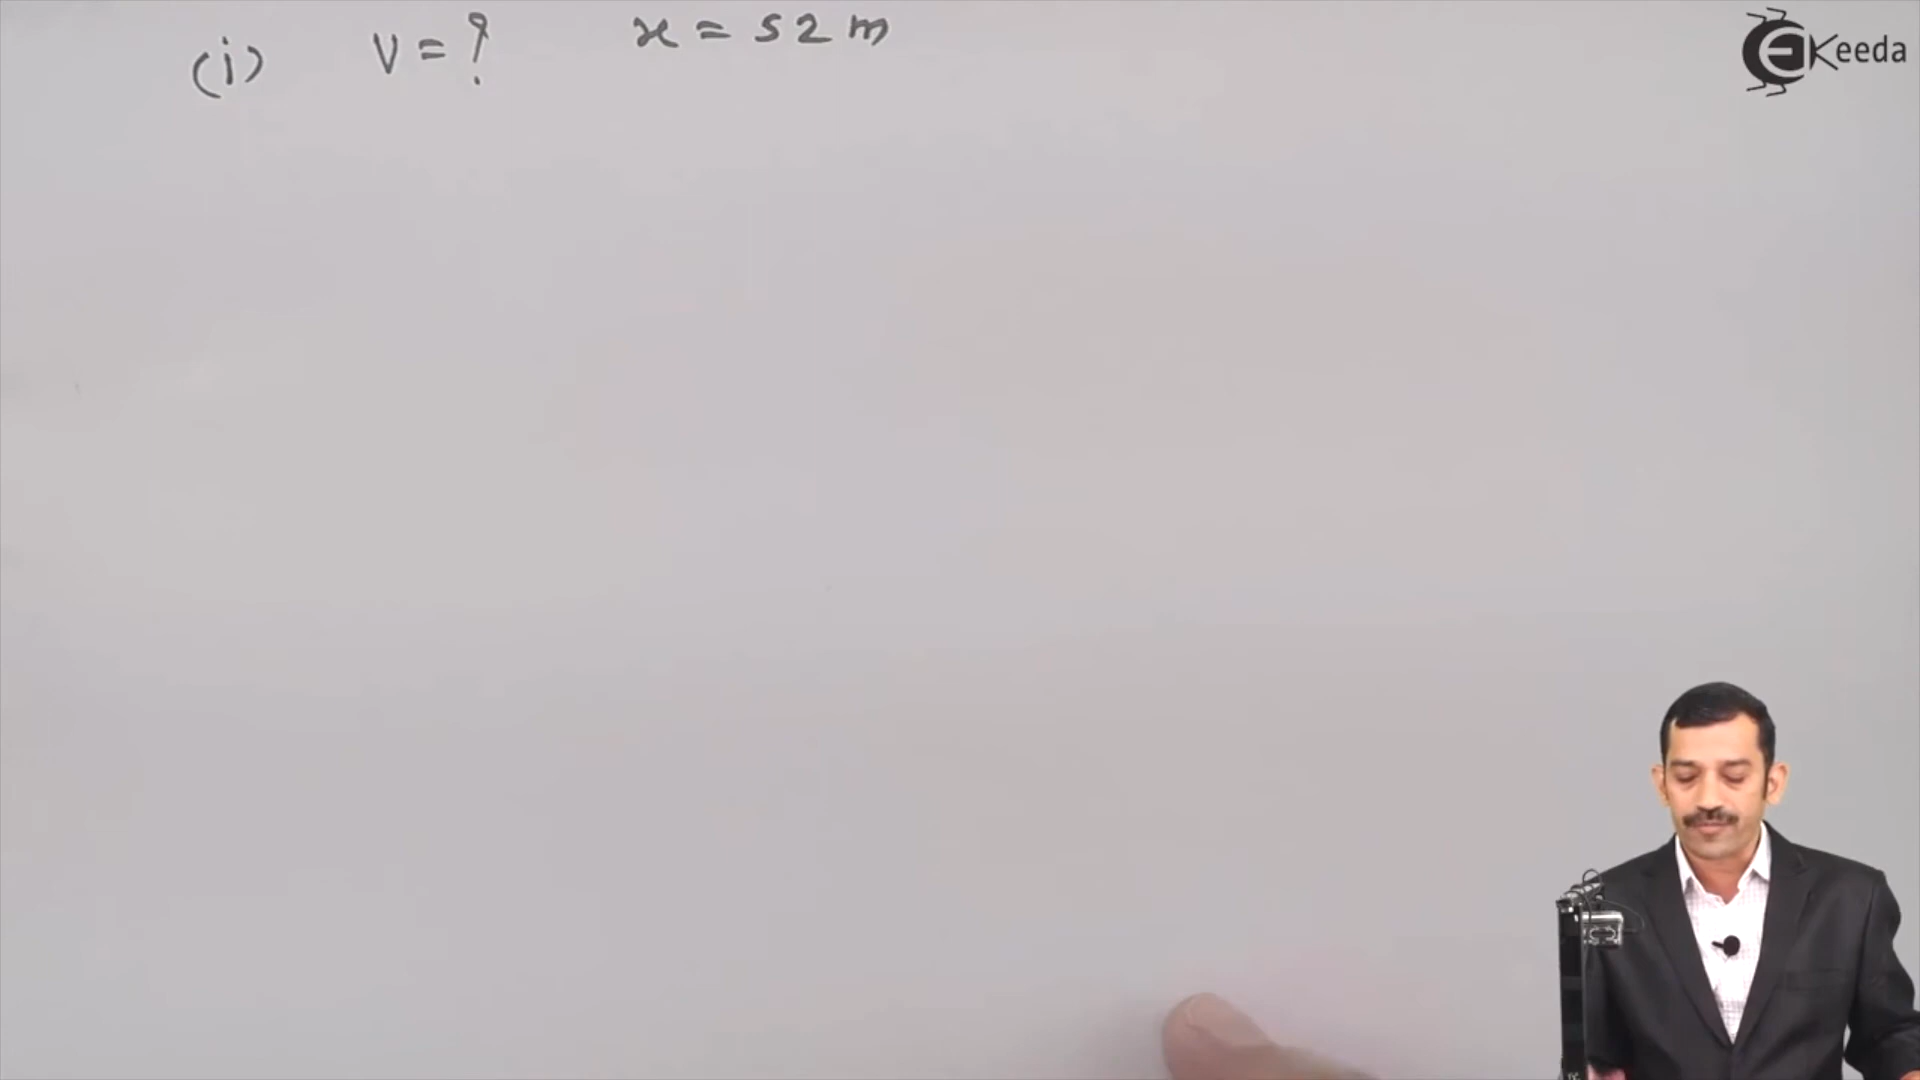 (i) v = ? x = 52 m
EKeeda